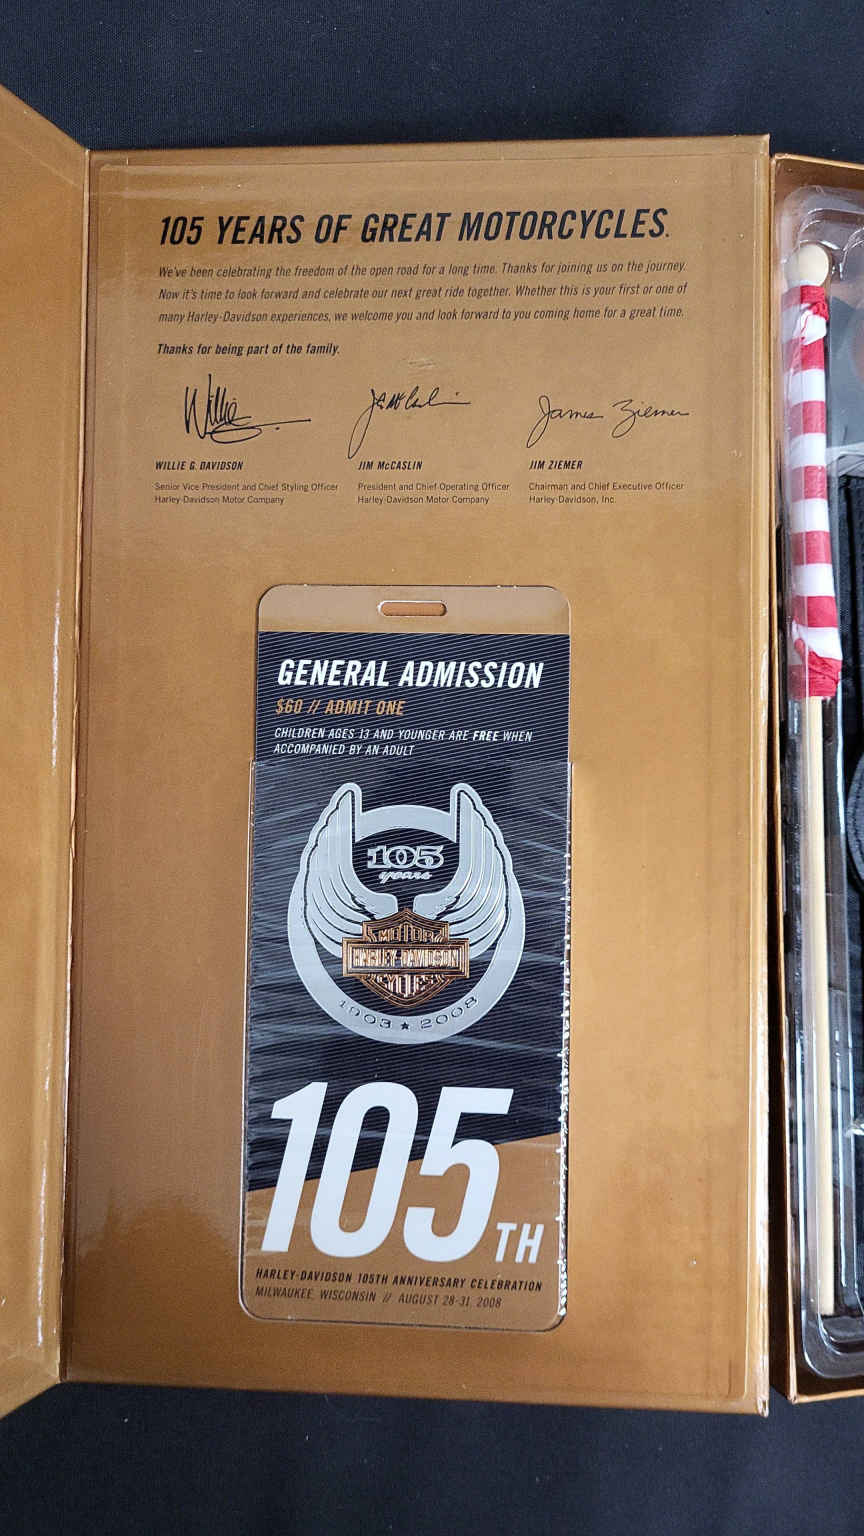 105 YEARS OF GREAT MOTORCYCLES.
We've been celebrating the freedom of the open road for a long time. Thanks for joining us on the journey.
Now it's time to look forward and celebrate our next great ride together. Whether this is your first or one of
many Harley-Davidson experiences, we welcome you and look forward to you coming home for a great time.
Thanks for being part of the family.
Willie G.
James Ziemer
WILLIE G. DAVIDSON
Senior Vice President and Chief Styling Officer
Harley-Davidson Motor Company
JIM McCASLIN
President and Chief Operating Officer
Harley-Davidson Motor Company
JIM ZIEMER
Chairman and Chief Executive Officer
Harley-Davidson, Inc.
GENERAL ADMISSION
$60 // ADMIT ONE
CHILDREN AGES 13 AND YOUNGER ARE FREE WHEN
ACCOMPANIED BY AN ADULT
105
years
MOTOR
HARLEY-DAVIDSON
CYCLES
1903 ★ 2008
105TH
HARLEY-DAVIDSON 105TH ANNIVERSARY CELEBRATION
MILWAUKEE, WISCONSIN // AUGUST 28-31, 2008